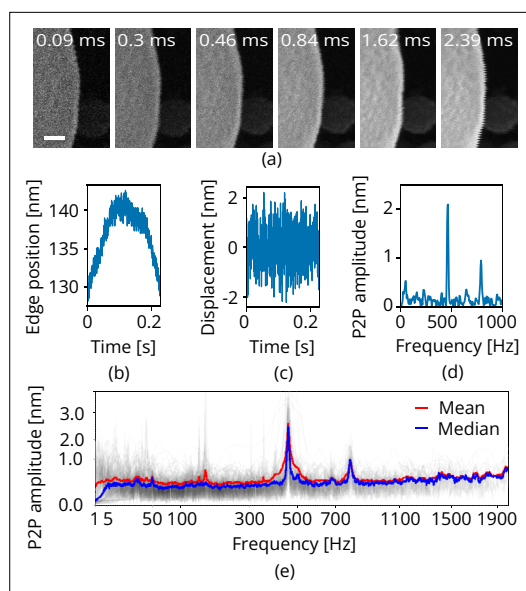 0.09 ms 0.3 ms 0.46 ms 0.84 ms 1.62 ms 2.39 ms
(a)
Edge position [nm]
140
135
130
0 0.2
Time [s]
(b)
Displacement [nm]
2
0
-2
0 0.2
Time [s]
(c)
P2P amplitude [nm]
2
1
0
0 500 1000
Frequency [Hz]
(d)
P2P amplitude [nm]
3.0
2.0
1.0
0.0
Mean
Median
1 5 50 100 300 500 700 1100 1500 1900
Frequency [Hz]
(e)